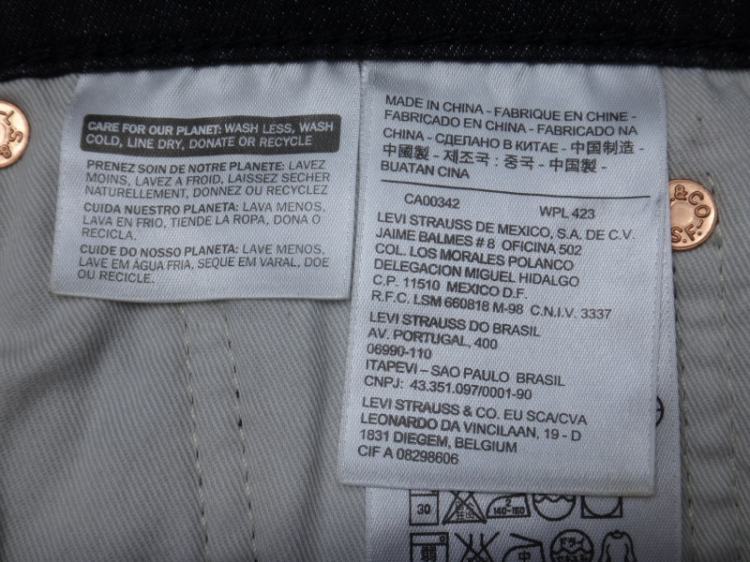 CARE FOR OUR PLANET: WASH LESS, WASH
COLD, LINE DRY, DONATE OR RECYCLE
PRENEZ SOIN DE NOTRE PLANETE: LAVEZ
MOINS, LAVEZ A FROID, LAISSEZ SECHER
NATURELLEMENT, DONNEZ OU RECYCLEZ
CUIDA NUESTRO PLANETA: LAVA MENOS,
LAVA EN FRIO, TIENDE LA ROPA, DONA O
RECICLA.
CUIDE DO NOSSO PLANETA: LAVE MENOS,
LAVE EM ÁGUA FRIA, SEQUE EM VARAL, DOE
OU RECICLE.
MADE IN CHINA - FABRIQUE EN CHINE -
FABRICADO EN CHINA - FABRICADO NA
CHINA - СДЕЛАНО В КИТАЕ - 中国制造 -
中國製 - 제조국 : 중국 - 中国製 -
BUATAN CINA
CA00342 WPL 423
LEVI STRAUSS DE MEXICO, S.A. DE C.V.
JAIME BALMES # 8 OFICINA 502
COL. LOS MORALES POLANCO
DELEGACION MIGUEL HIDALGO
C.P. 11510 MEXICO D.F.
R.F.C. LSM 660818 M-98 C.N.I.V. 3337
LEVI STRAUSS DO BRASIL
AV. PORTUGAL, 400
06990-110
ITAPEVI – SAO PAULO BRASIL
CNPJ: 43.351.097/0001-90
LEVI STRAUSS & CO. EU SCA/CVA
LEONARDO DA VINCILAAN, 19 - D
1831 DIEGEM, BELGIUM
CIF A 08298606
30 2 140-160
& CO
S.F.
L.S.&